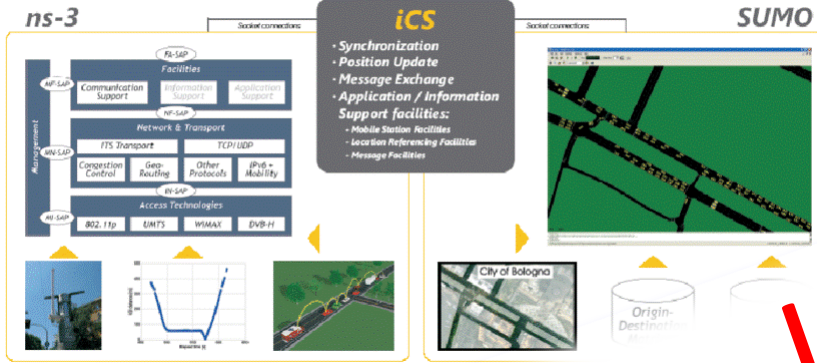 ns-3
Socket connections
iCS
Socket connections
SUMO
· Synchronization
· Position Update
· Message Exchange
· Application / Information
Support facilities:
· Mobile Station Facilities
· Location Referencing Facilities
· Message Facilities
FA-SAP
Facilities
MF-SAP
Communication
Support
Information
Support
Application
Support
NF-SAP
Management
Network & Transport
MN-SAP
ITS Transport
TCP/UDP
Congestion
Control
Geo-
Routing
Other
Protocols
IPv6 +
Mobility
IN-SAP
Access Technologies
MI-SAP
802.11p
UMTS
WiMAX
DVB-H
City of Bologna
Origin-
Destination